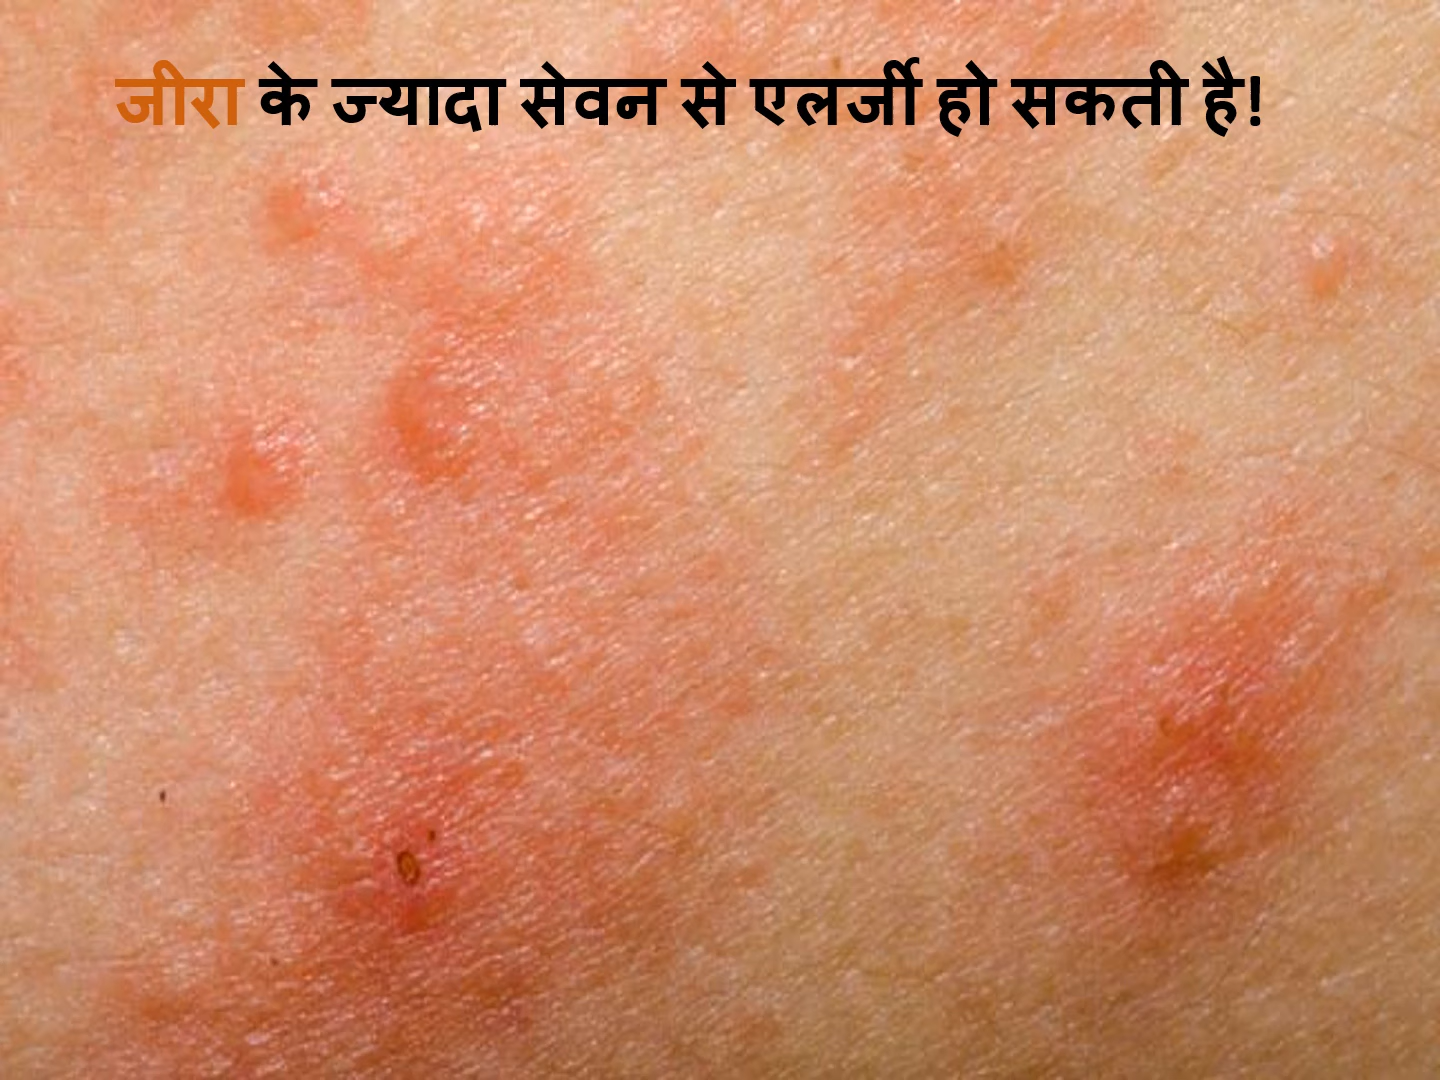 जीरा के ज्यादा सेवन से एलर्जी हो सकती है!